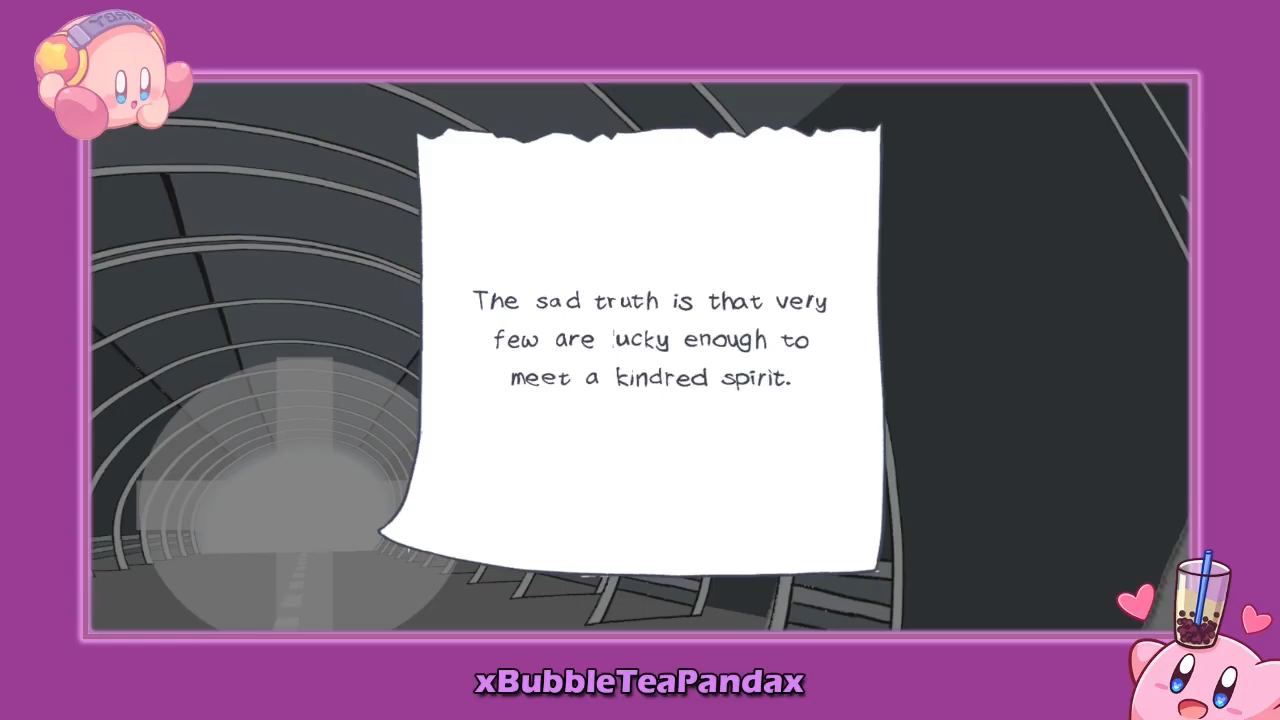 The sad truth is that very
few are lucky enough to
meet a kindred spirit.
xBubbleTeaPandax